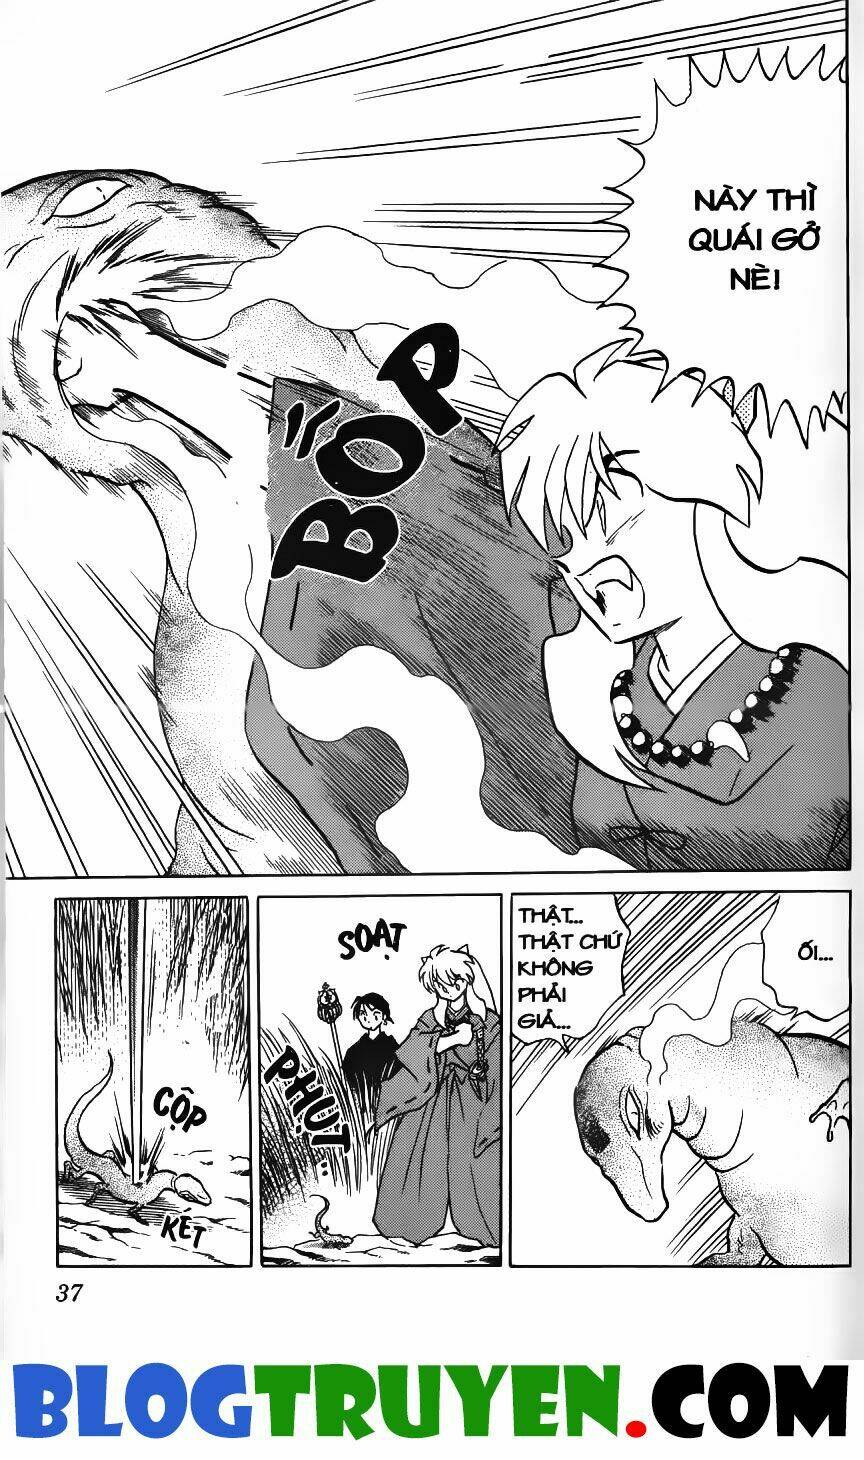 NÀY THÌ
QUÁI GỞ
NÈ!
BỐP
ỐI...
THẬT...
THẬT CHỨ
KHÔNG
PHẢI
GIẢ...
SOẠT
PHỤT...
CỘP
KÉT
37
BLOGTRUYEN.COM